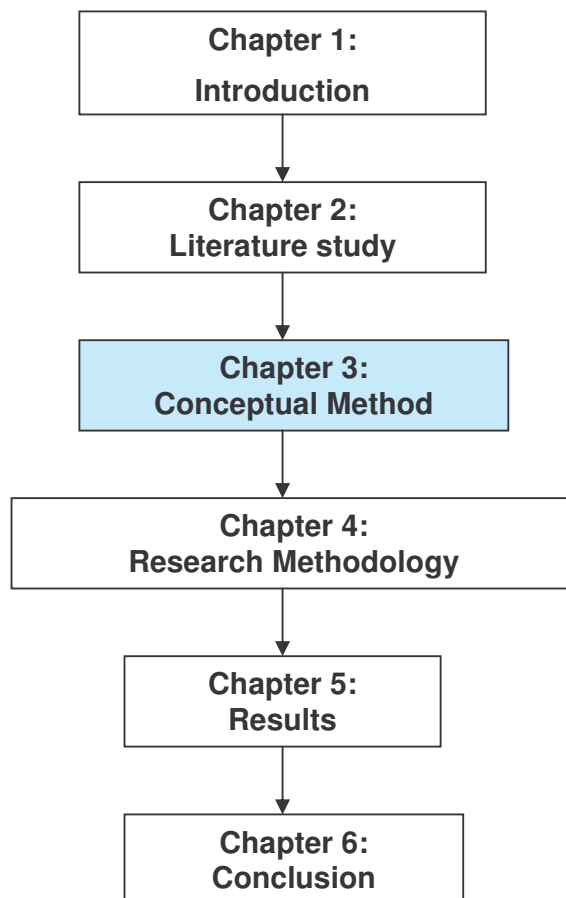 Chapter 1:
Introduction
Chapter 2:
Literature study
Chapter 3:
Conceptual Method
Chapter 4:
Research Methodology
Chapter 5:
Results
Chapter 6:
Conclusion